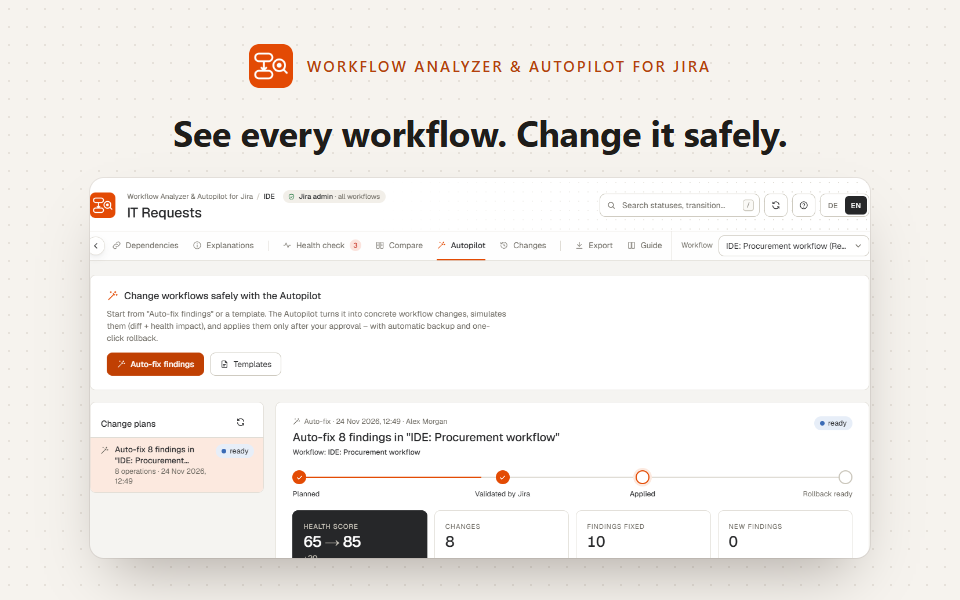 WORKFLOW ANALYZER & AUTOPILOT FOR JIRA
See every workflow. Change it safely.
Workflow Analyzer & Autopilot for Jira / IDE
Jira admin · all workflows
IT Requests
Search statuses, transition...
/
DE
EN
Dependencies
Explanations
Health check 3
Compare
Autopilot
Changes
Export
Guide
Workflow
IDE: Procurement workflow (Re...
Change workflows safely with the Autopilot
Start from "Auto-fix findings" or a template. The Autopilot turns it into concrete workflow changes, simulates
them (diff + health impact), and applies them only after your approval – with automatic backup and one-
click rollback.
Auto-fix findings
Templates
Change plans
Auto-fix 8 findings in
"IDE: Procurement...
ready
8 operations · 24 Nov 2026,
12:49
Auto-fix · 24 Nov 2026, 12:49 · Alex Morgan
ready
Auto-fix 8 findings in "IDE: Procurement workflow"
Workflow: IDE: Procurement workflow
Planned
Validated by Jira
Applied
Rollback ready
HEALTH SCORE
65 → 85
CHANGES
8
FINDINGS FIXED
10
NEW FINDINGS
0